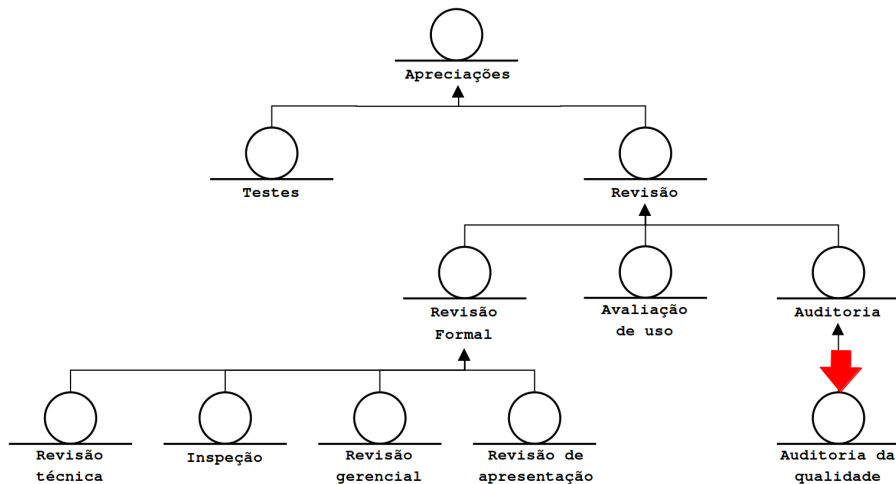 Apreciações
Testes
Revisão
Revisão
Formal
Avaliação
de uso
Auditoria
Revisão
técnica
Inspeção
Revisão
gerencial
Revisão de
apresentação
Auditoria da
qualidade